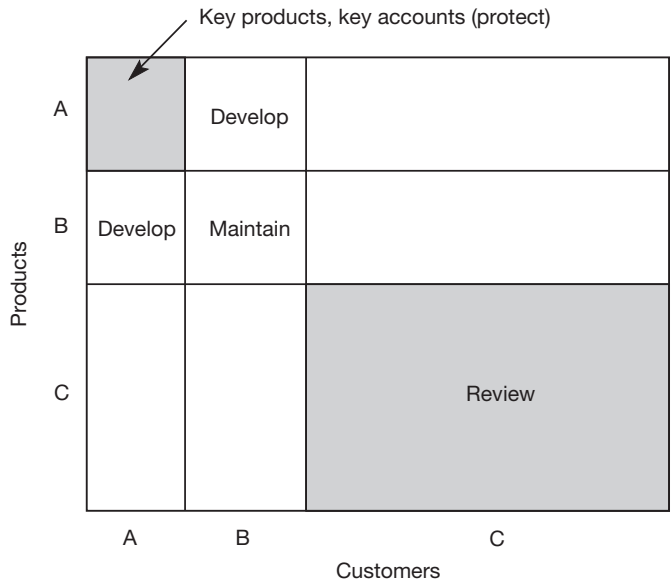 Key products, key accounts (protect)
A
Develop
B
Develop
Maintain
Products
C
Review
A
B
C
Customers